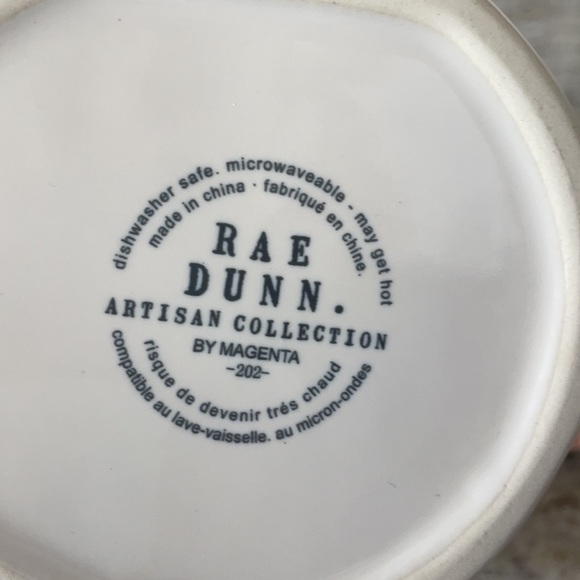 dishwasher safe. microwaveable - may get hot
made in china · fabriqué en chine.
RAE
DUNN.
ARTISAN COLLECTION
BY MAGENTA
-202-
risque de devenir trés chaud
compatible au lave-vaisselle. au micron-ondes